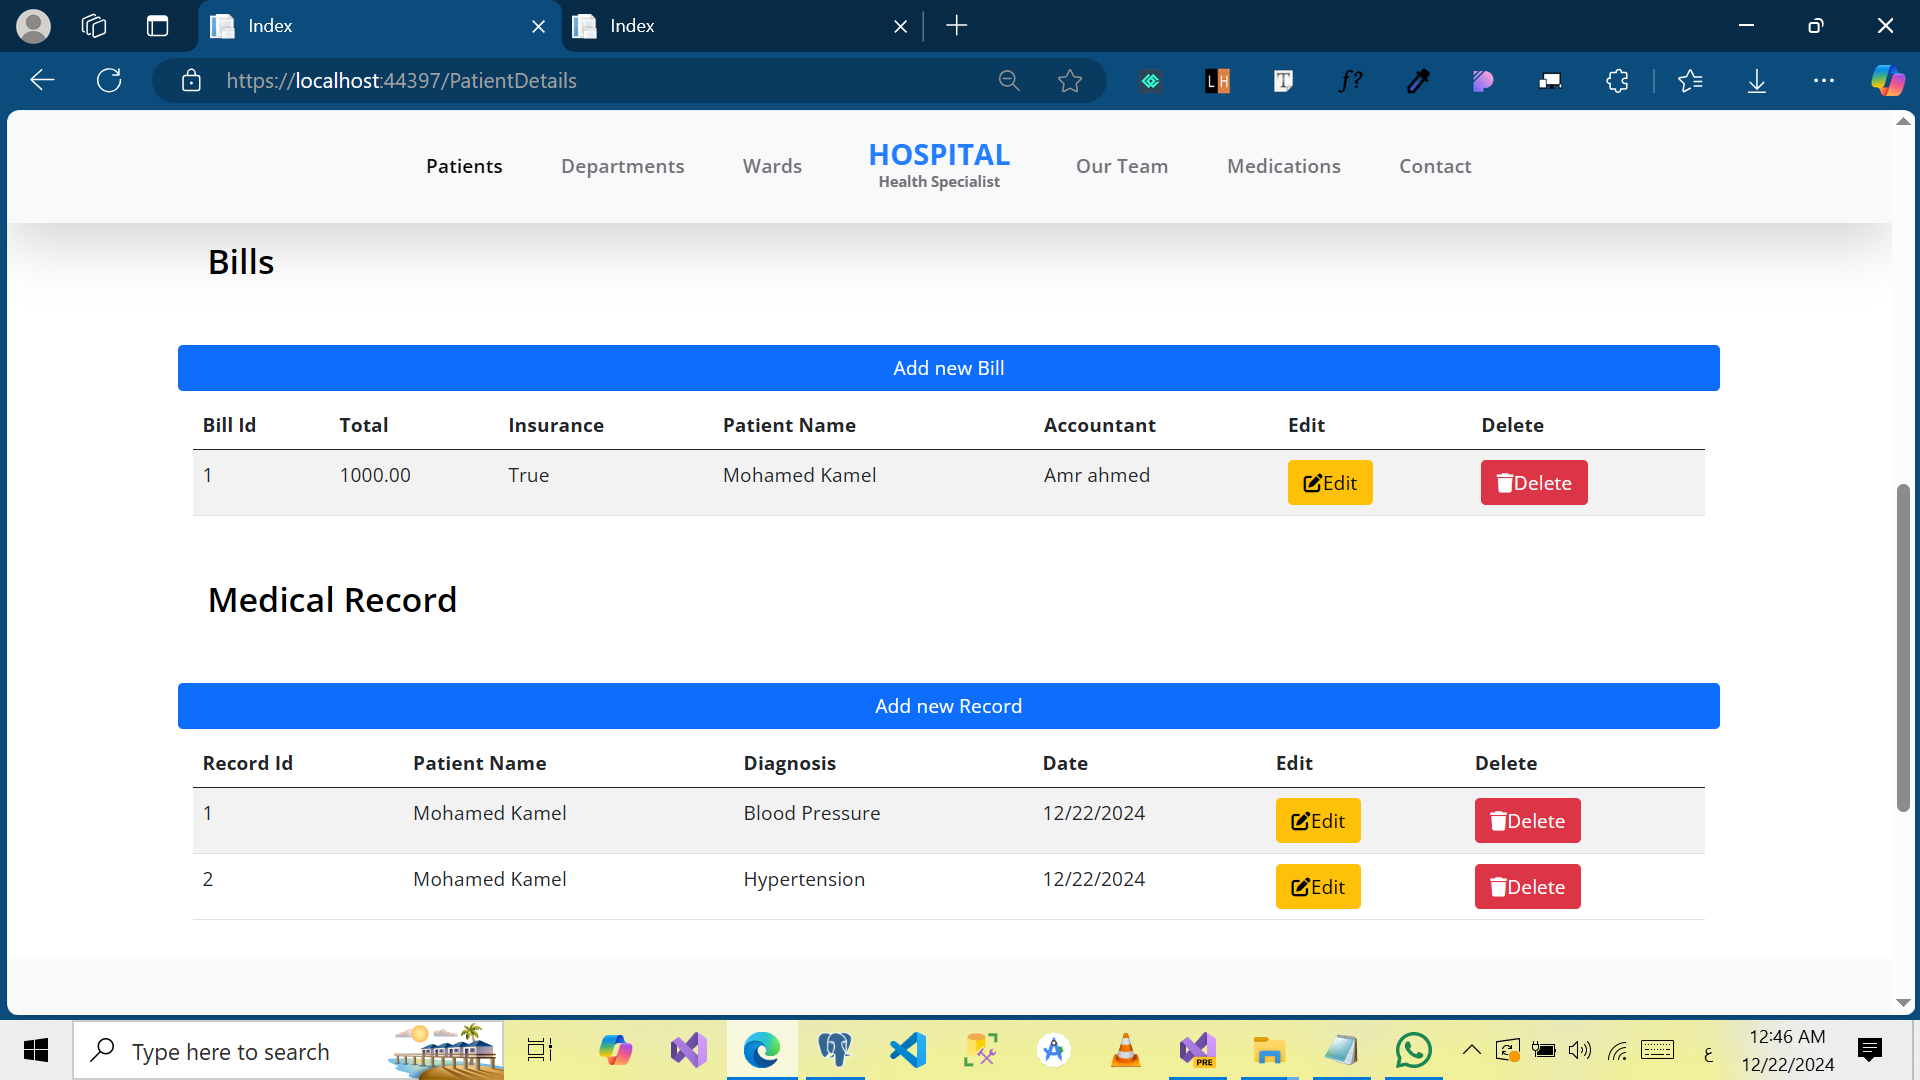 Index
Index
https://localhost:44397/PatientDetails
LH
T
f?
Patients
Departments
Wards
HOSPITAL
Health Specialist
Our Team
Medications
Contact
Bills
Add new Bill
Bill Id Total Insurance Patient Name Accountant Edit Delete
1 1000.00 True Mohamed Kamel Amr ahmed Edit Delete
Medical Record
Add new Record
Record Id Patient Name Diagnosis Date Edit Delete
1 Mohamed Kamel Blood Pressure 12/22/2024 Edit Delete
2 Mohamed Kamel Hypertension 12/22/2024 Edit Delete
Type here to search
PRE
ع
12:46 AM
12/22/2024